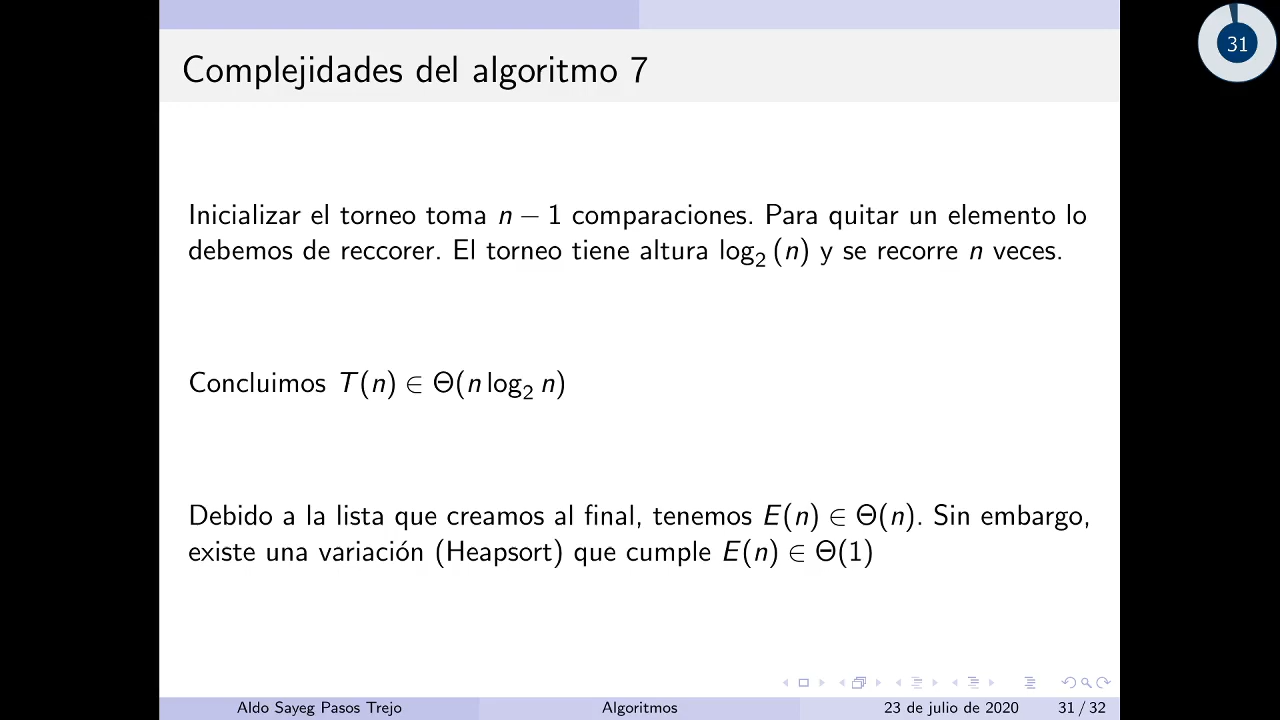 31
Complejidades del algoritmo 7
Inicializar el torneo toma n − 1 comparaciones. Para quitar un elemento lo
debemos de reccorer. El torneo tiene altura log₂ (n) y se recorre n veces.
Concluimos T(n) ∈ Θ(n log₂ n)
Debido a la lista que creamos al final, tenemos E(n) ∈ Θ(n). Sin embargo,
existe una variación (Heapsort) que cumple E(n) ∈ Θ(1)
Aldo Sayeg Pasos Trejo Algoritmos 23 de julio de 2020 31 / 32